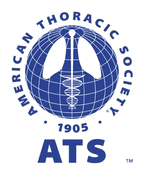 AMERICAN THORACIC SOCIETY
• 1905 •
ATS
™